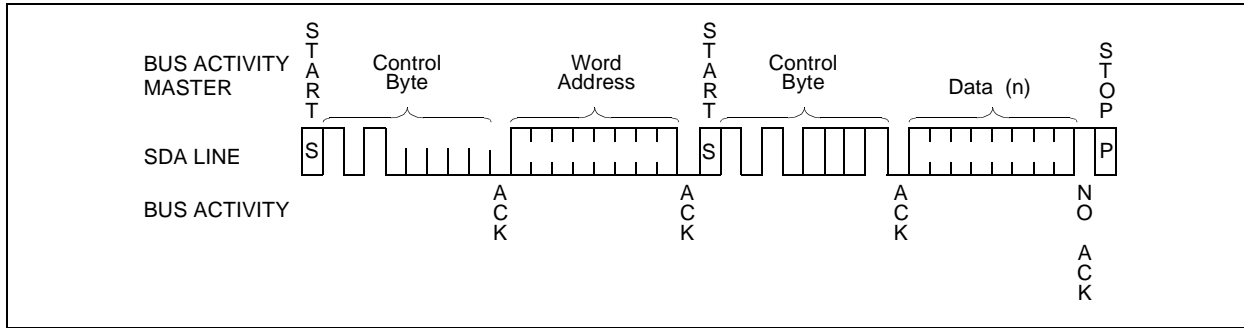 START
BUS ACTIVITY
MASTER
Control
Byte
Word
Address
START
Control
Byte
Data (n)
STOP
SDA LINE
S
S
P
BUS ACTIVITY
ACK
ACK
ACK
NO ACK